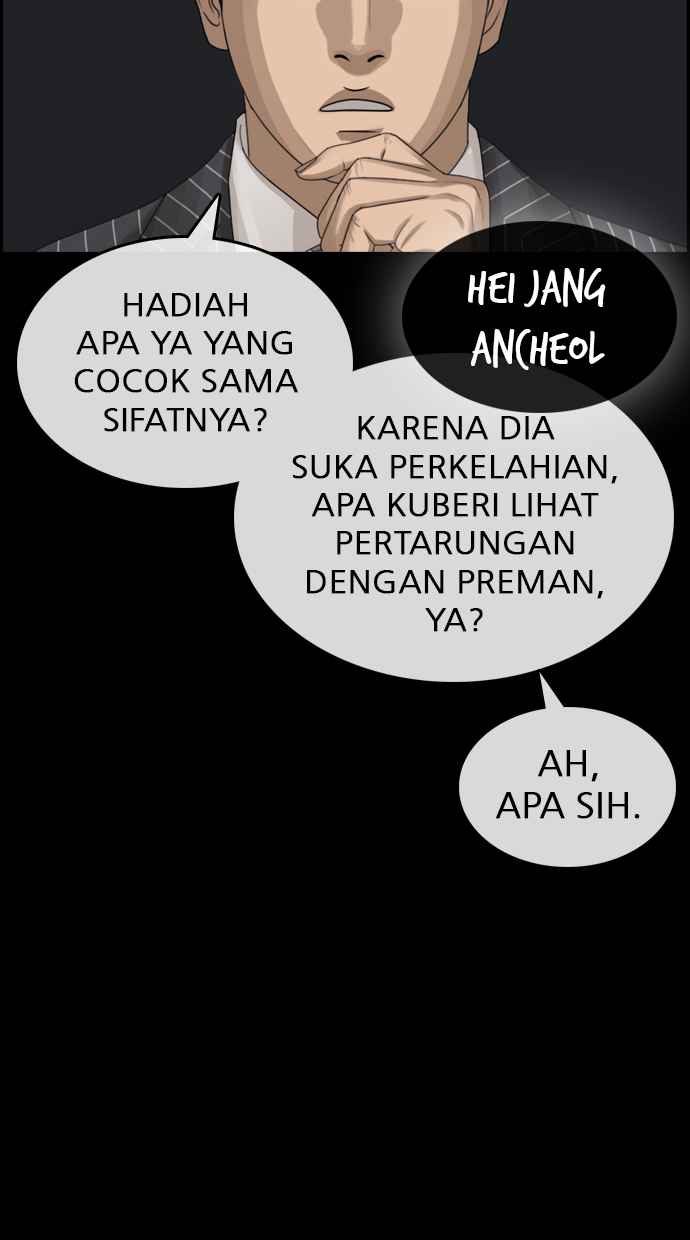 HADIAH
APA YA YANG
COCOK SAMA
SIFATNYA?
HEI JANG
ANCHEOL
KARENA DIA
SUKA PERKELAHIAN,
APA KUBERI LIHAT
PERTARUNGAN
DENGAN PREMAN,
YA?
AH,
APA SIH.